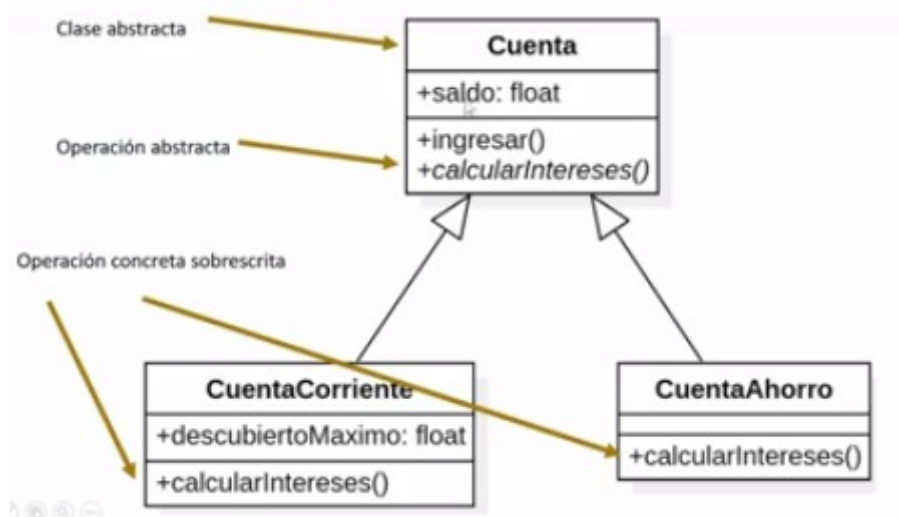 Clase abstracta
Cuenta
+saldo: float
Operación abstracta
+ingresar()
+calcularIntereses()
Operación concreta sobrescrita
CuentaCorriente
+descubiertoMaximo: float
+calcularIntereses()
CuentaAhorro
+calcularIntereses()